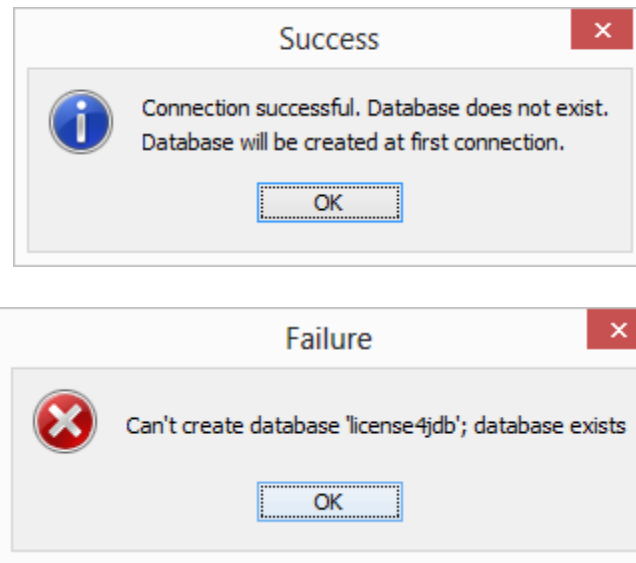 Success
Connection successful. Database does not exist.
Database will be created at first connection.
OK
Failure
Can't create database 'license4jdb'; database exists
OK